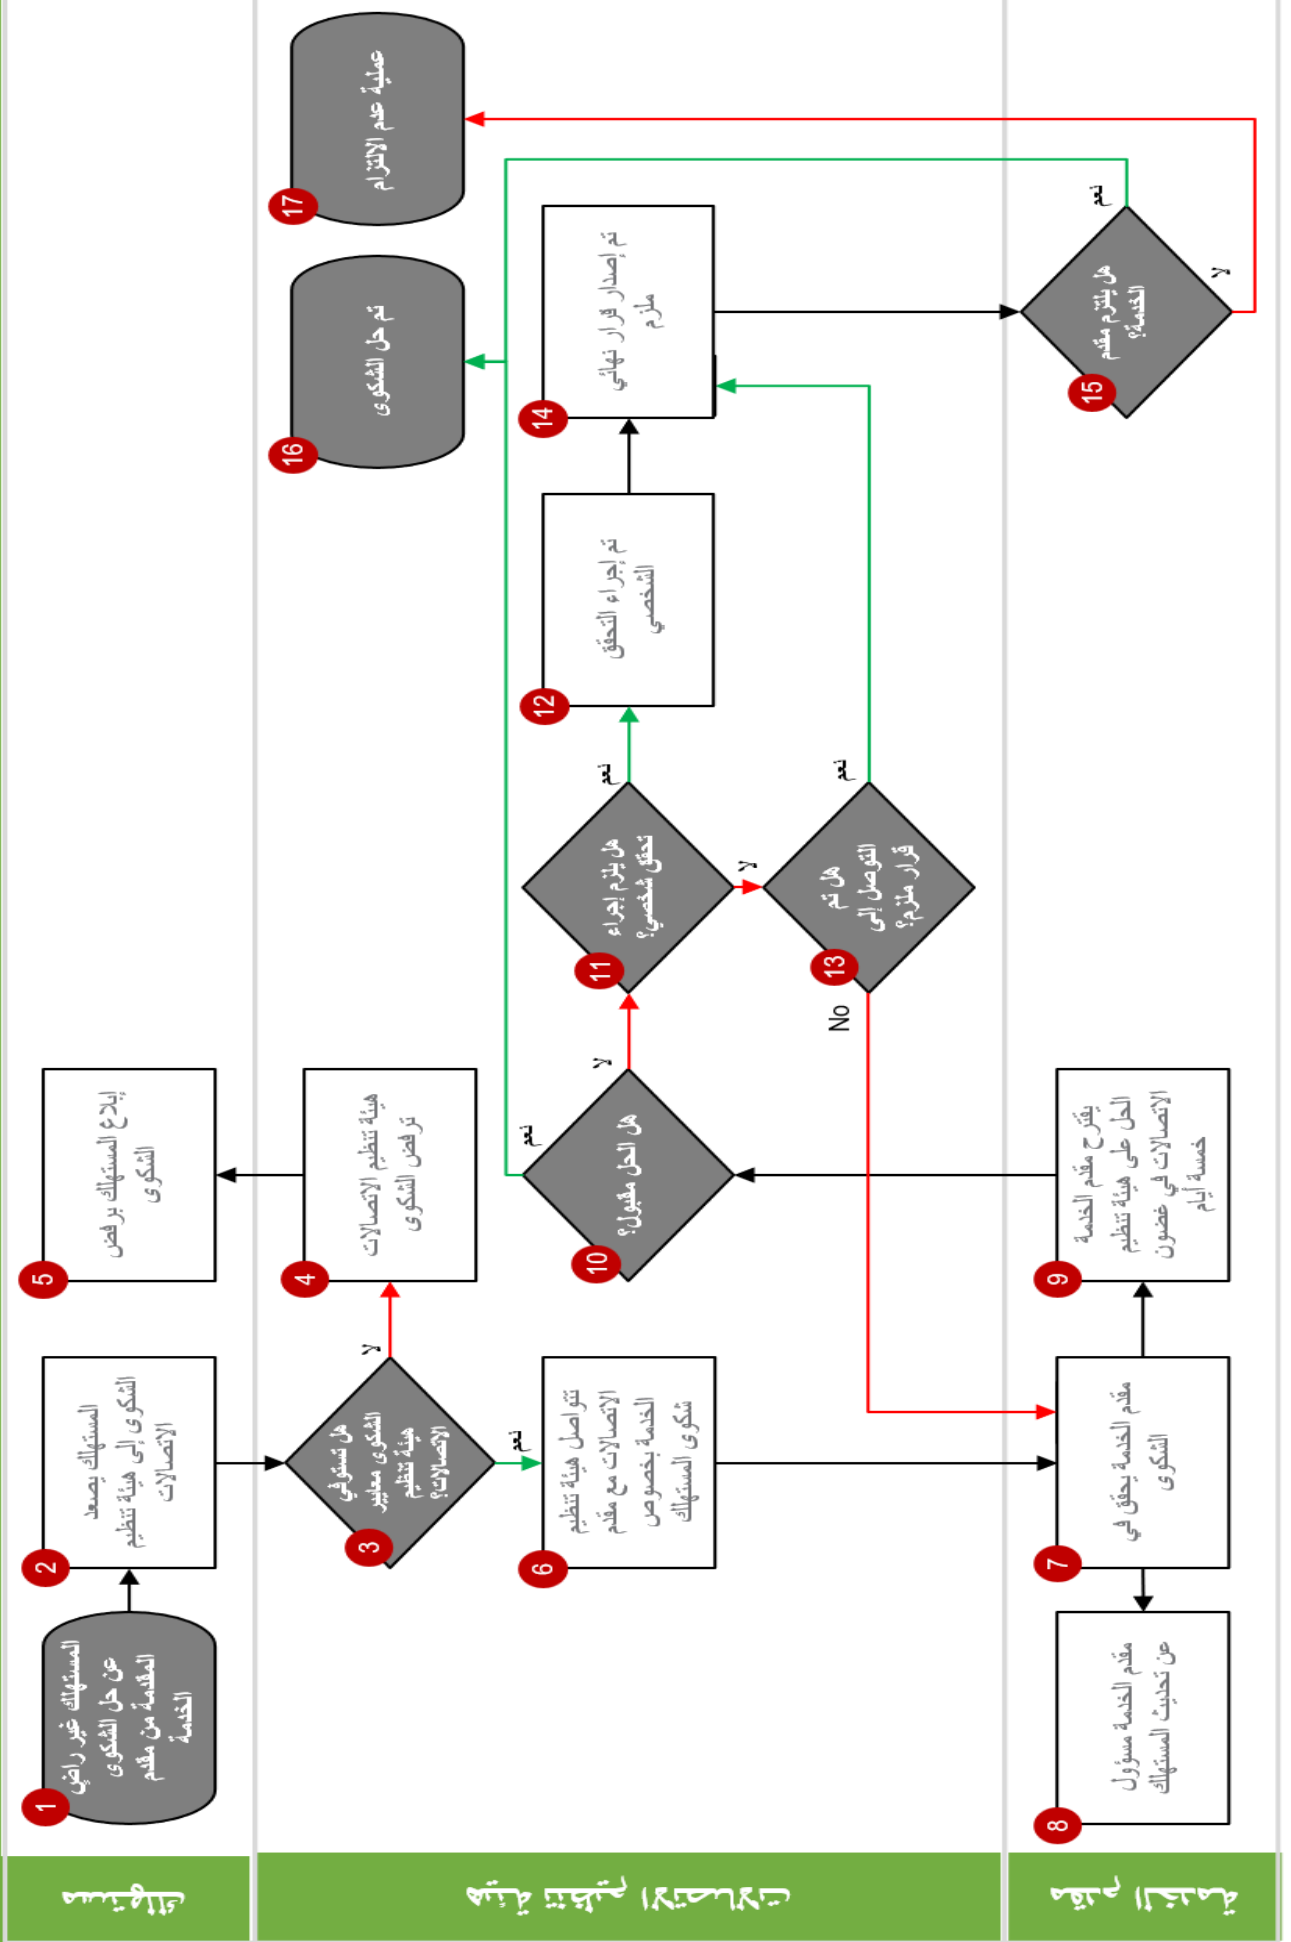 مستهلك
هيئة تنظيم الاتصالات
مقدم الخدمة
1
المستهلك غير راضٍ
عن حل الشكوى
المقدمة من مقدم
الخدمة
2
المستهلك يصعد
الشكوى إلى هيئة تنظيم
الاتصالات
3
هل تستوفي
الشكوى معايير
هيئة تنظيم
الاتصالات؟
لا
نعم
4
هيئة تنظيم الاتصالات
ترفض الشكوى
5
إبلاغ المستهلك برفض
الشكوى
6
تتواصل هيئة تنظيم
الاتصالات مع مقدم
الخدمة بخصوص
شكوى المستهلك
7
مقدم الخدمة يحقق في
الشكوى
8
مقدم الخدمة مسؤول
عن تحديث المستهلك
9
يقترح مقدم الخدمة
الحل على هيئة تنظيم
الاتصالات في غضون
خمسة أيام
10
هل الحل مقبول؟
نعم
لا
11
هل يلزم إجراء
تحقق شخصي؟
نعم
لا
12
تم إجراء التحقق
الشخصي
13
هل تم
التوصل إلى
قرار ملزم؟
نعم
No
14
تم إصدار قرار نهائي
ملزم
15
هل يلتزم مقدم
الخدمة؟
نعم
لا
16
تم حل الشكوى
17
عملية عدم الالتزام